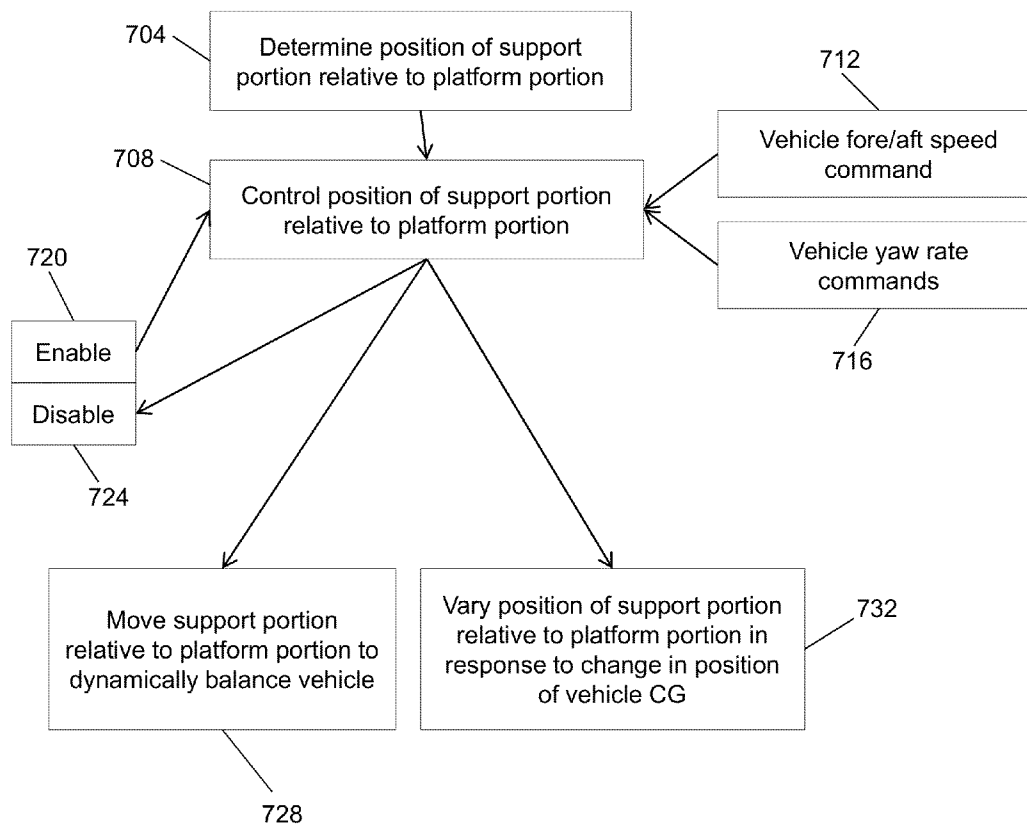 704
Determine position of support
portion relative to platform portion
712
Vehicle fore/aft speed
command
708
Control position of support portion
relative to platform portion
Vehicle yaw rate
commands
716
720
Enable
Disable
724
Move support portion
relative to platform portion to
dynamically balance vehicle
728
Vary position of support portion
relative to platform portion in
response to change in position
of vehicle CG
732